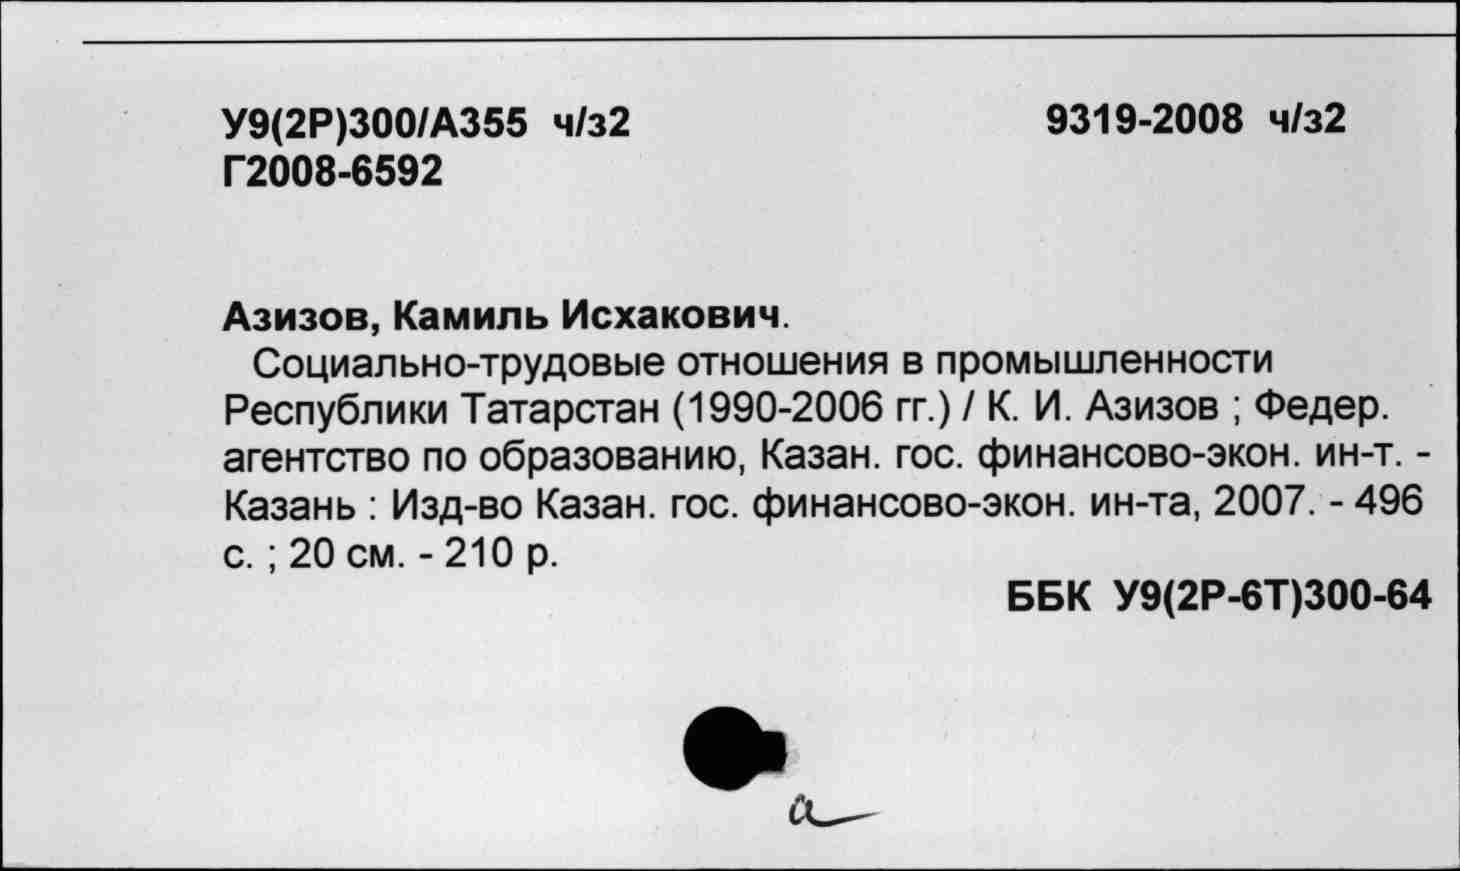 У9(2Р)300/А355 ч/з2 9319-2008 ч/з2
Г2008-6592
Азизов, Камиль Исхакович.
Социально-трудовые отношения в промышленности
Республики Татарстан (1990-2006 гг.) / К. И. Азизов ; Федер.
агентство по образованию, Казан. гос. финансово-экон. ин-т. -
Казань : Изд-во Казан. гос. финансово-экон. ин-та, 2007. - 496
с. ; 20 см. - 210 р.
ББК У9(2Р-6Т)300-64
а